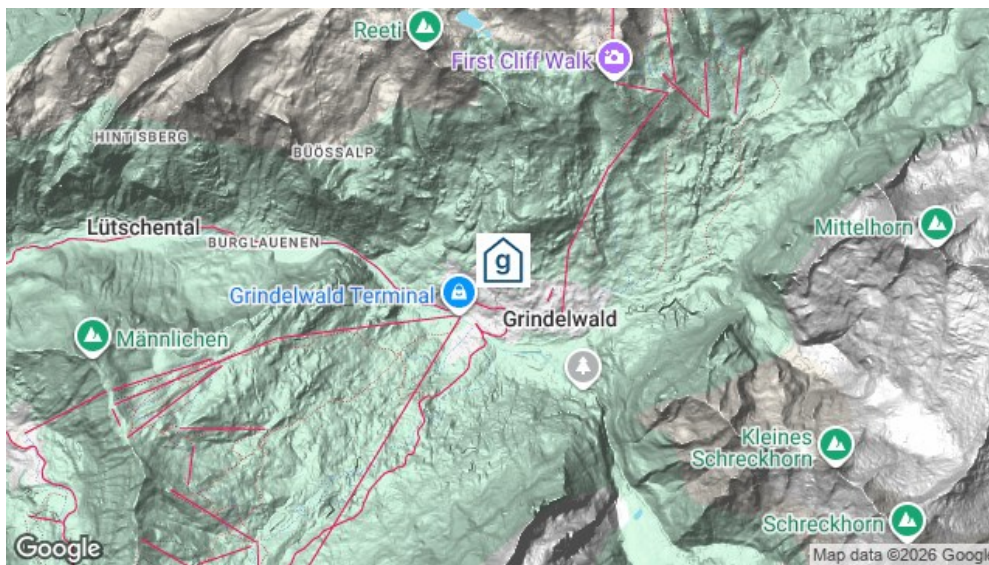 Reeti
First Cliff Walk
HINTISBERG
BÜÖSSALP
Lütschental
BURGLAUENEN
Mittelhorn
g
Grindelwald Terminal
Grindelwald
Männlichen
Kleines
Schreckhorn
Schreckhorn
Google
Map data ©2026 Google